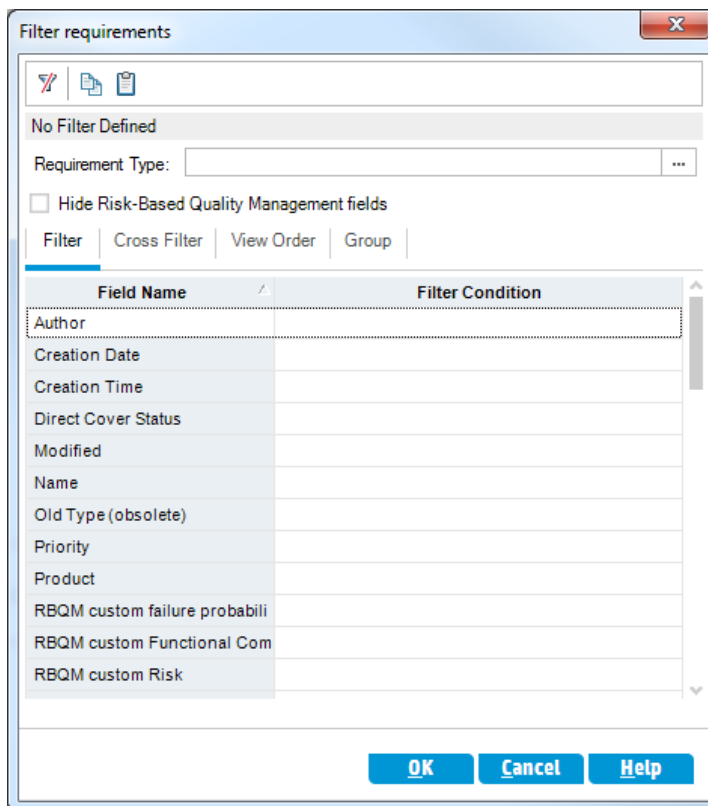 Filter requirements
No Filter Defined
Requirement Type:
...
Hide Risk-Based Quality Management fields
Filter Cross Filter View Order Group
Field Name Filter Condition
Author
Creation Date
Creation Time
Direct Cover Status
Modified
Name
Old Type (obsolete)
Priority
Product
RBQM custom failure probabili
RBQM custom Functional Com
RBQM custom Risk
OK Cancel Help